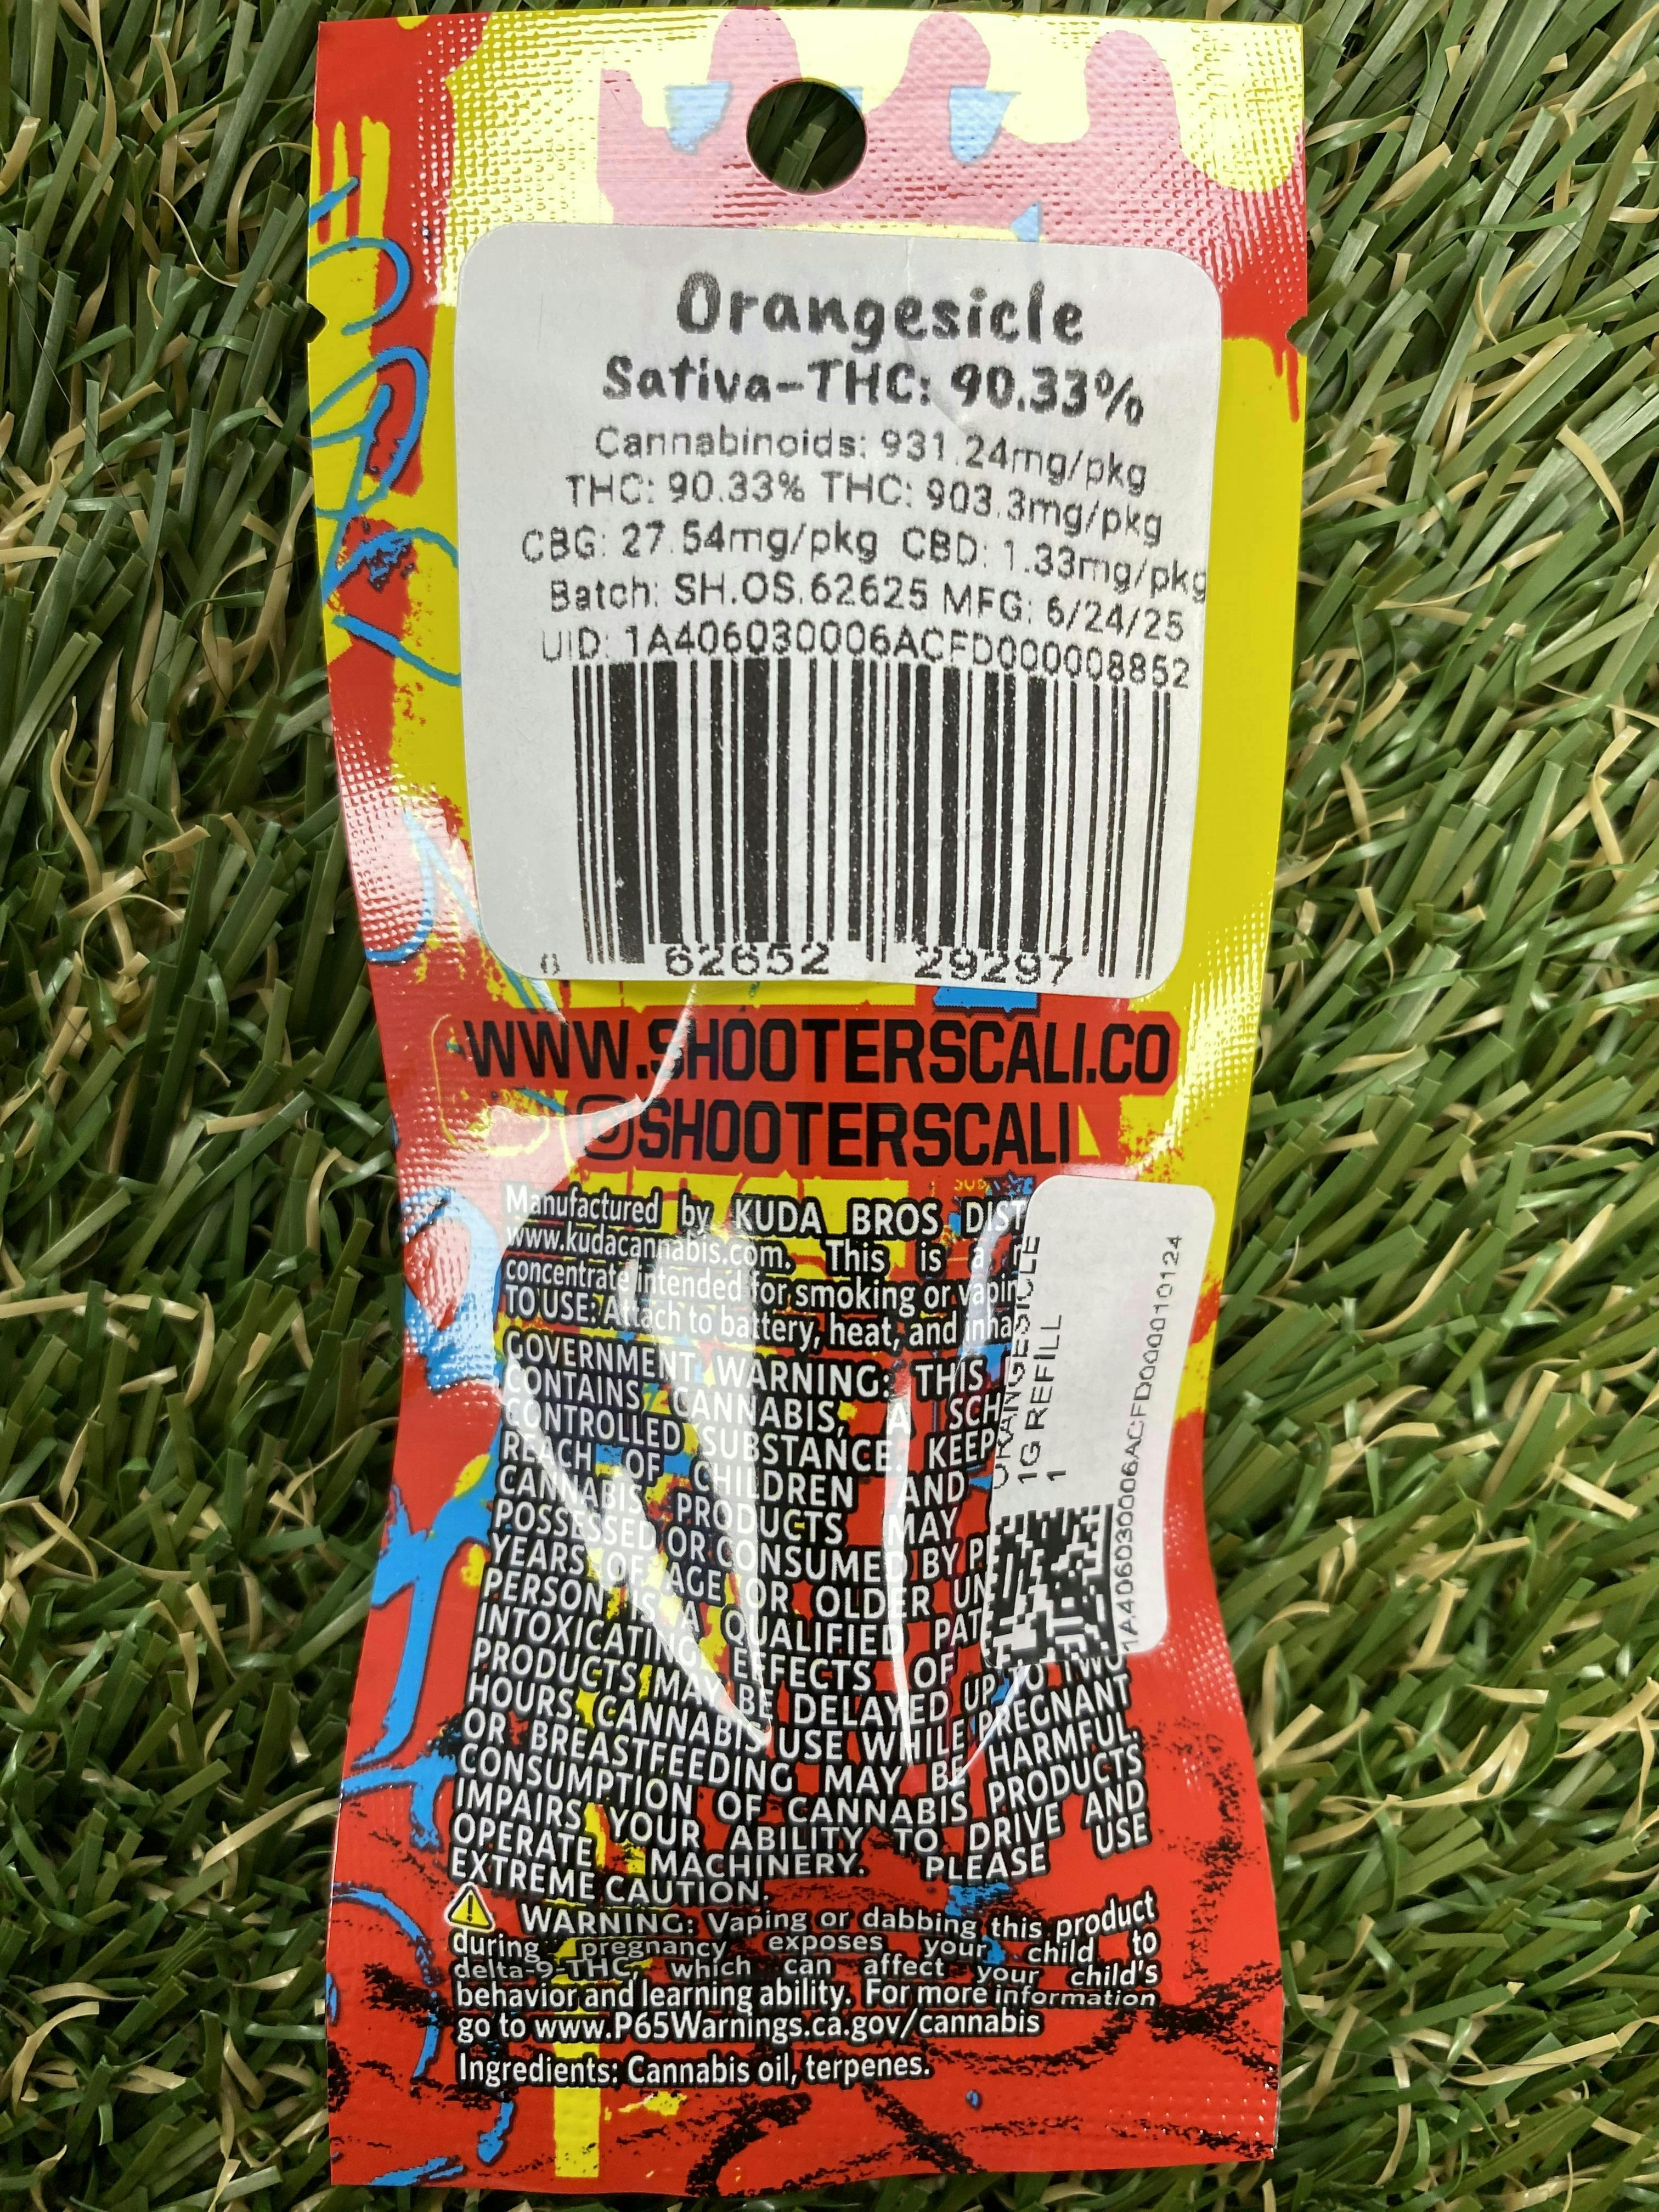 Orangesicle
Sativa-THC: 90.33%
Cannabinoids: 931.24mg/pkg
THC: 90.33% THC: 903.3mg/pkg
CBG: 27.54mg/pkg CBD: 1.33mg/pkg
Batch: SH.OS.62625 MFG: 6/24/25
UID: 1A406030006ACFD000008852
6 62652 29297
WWW.SHOOTERSCALI.CO
@SHOOTERSCALI
Manufactured by KUDA BROS DIST
www.kudacannabis.com. This is a
concentrate intended for smoking or vapin
TO USE: Attach to battery, heat, and inha
GOVERNMENT WARNING: THIS
CONTAINS CANNABIS, A SCH
CONTROLLED SUBSTANCE. KEEP
REACH OF CHILDREN AND
CANNABIS PRODUCTS MAY
POSSESSED OR CONSUMED BY P
YEARS OF AGE OR OLDER UN
PERSON IS A QUALIFIED PAT
INTOXICATING EFFECTS OF
PRODUCTS MAY BE DELAYED UP TO TWO
HOURS. CANNABIS USE WHILE PREGNANT
OR BREASTFEEDING MAY BE HARMFUL.
CONSUMPTION OF CANNABIS PRODUCTS
IMPAIRS YOUR ABILITY TO DRIVE AND
OPERATE MACHINERY. PLEASE USE
EXTREME CAUTION.
WARNING: Vaping or dabbing this product
during pregnancy exposes your child to
delta-9-THC, which can affect your child's
behavior and learning ability. For more information
go to www.P65Warnings.ca.gov/cannabis
Ingredients: Cannabis oil, terpenes.
ORANGESICLE
1G REFILL
1
1A406030006ACFD000010124